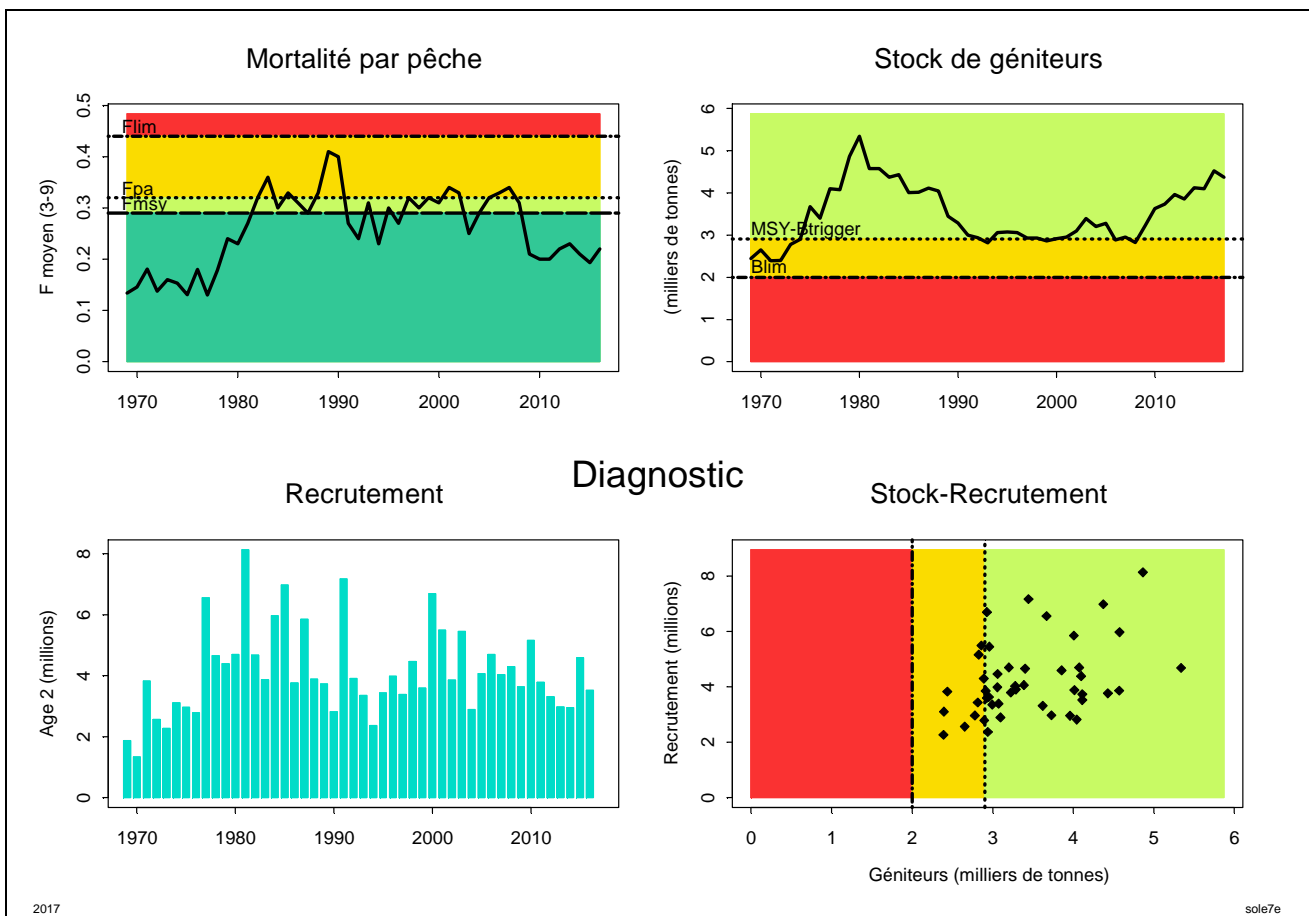 Mortalité par pêche
F moyen (3-9)
0.0 0.1 0.2 0.3 0.4 0.5
Flim
Fpa
Fmsy
1970 1980 1990 2000 2010
Stock de géniteurs
(milliers de tonnes)
0 1 2 3 4 5 6
MSY-Btrigger
Blim
1970 1980 1990 2000 2010
Diagnostic
Recrutement
Age 2 (millions)
0 2 4 6 8
1970 1980 1990 2000 2010
Stock-Recrutement
Recrutement (millions)
0 2 4 6 8
0 1 2 3 4 5 6
Géniteurs (milliers de tonnes)
2017
sole7e